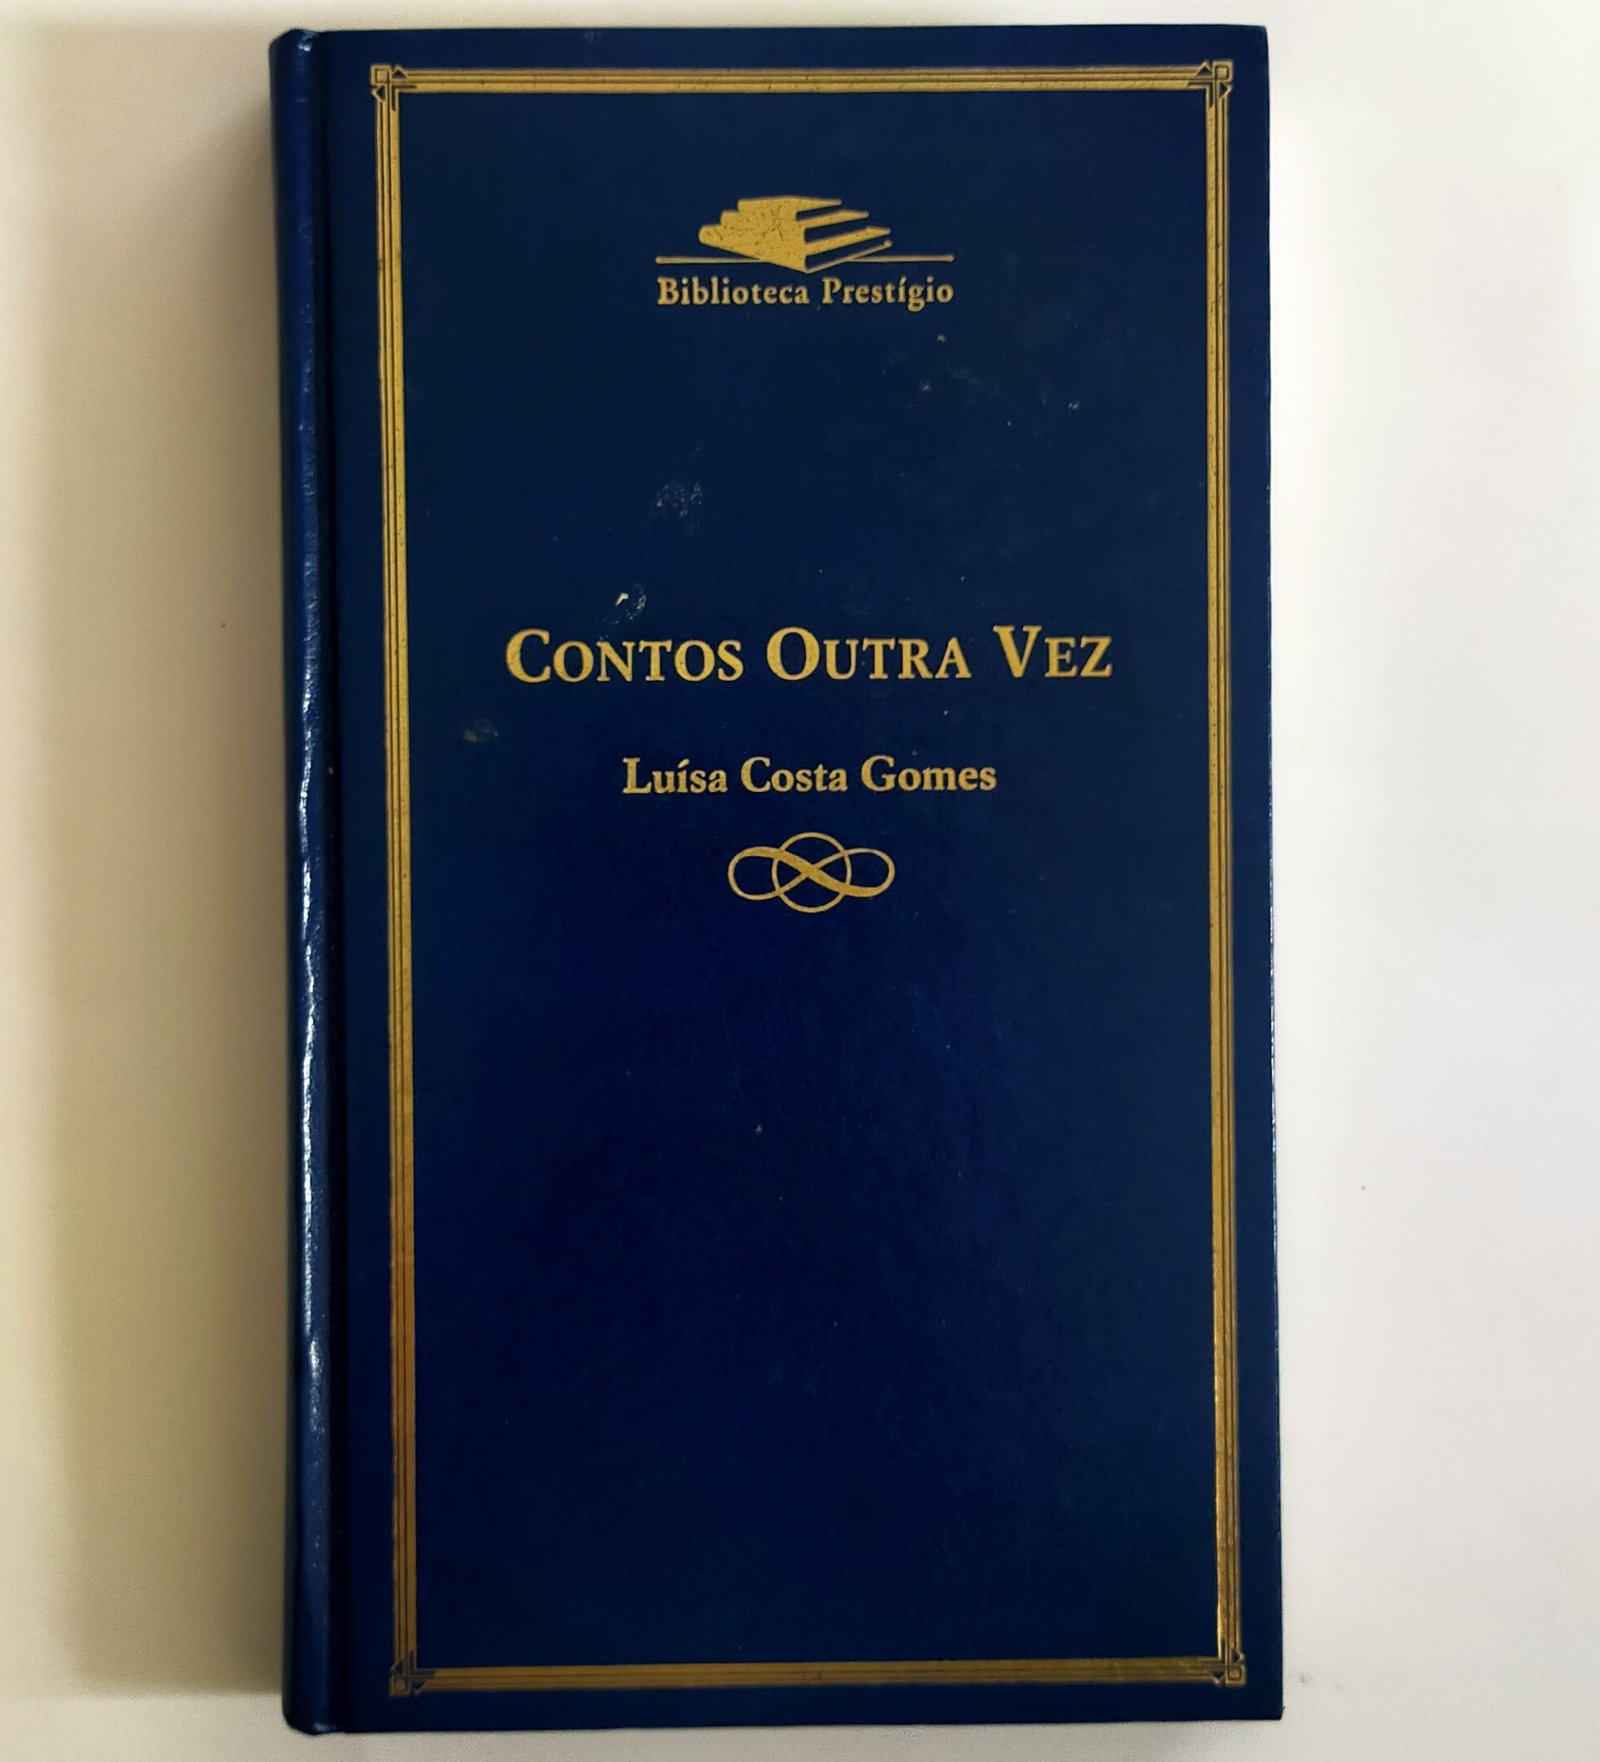 Biblioteca Prestígio
CONTOS OUTRA VEZ
Luísa Costa Gomes